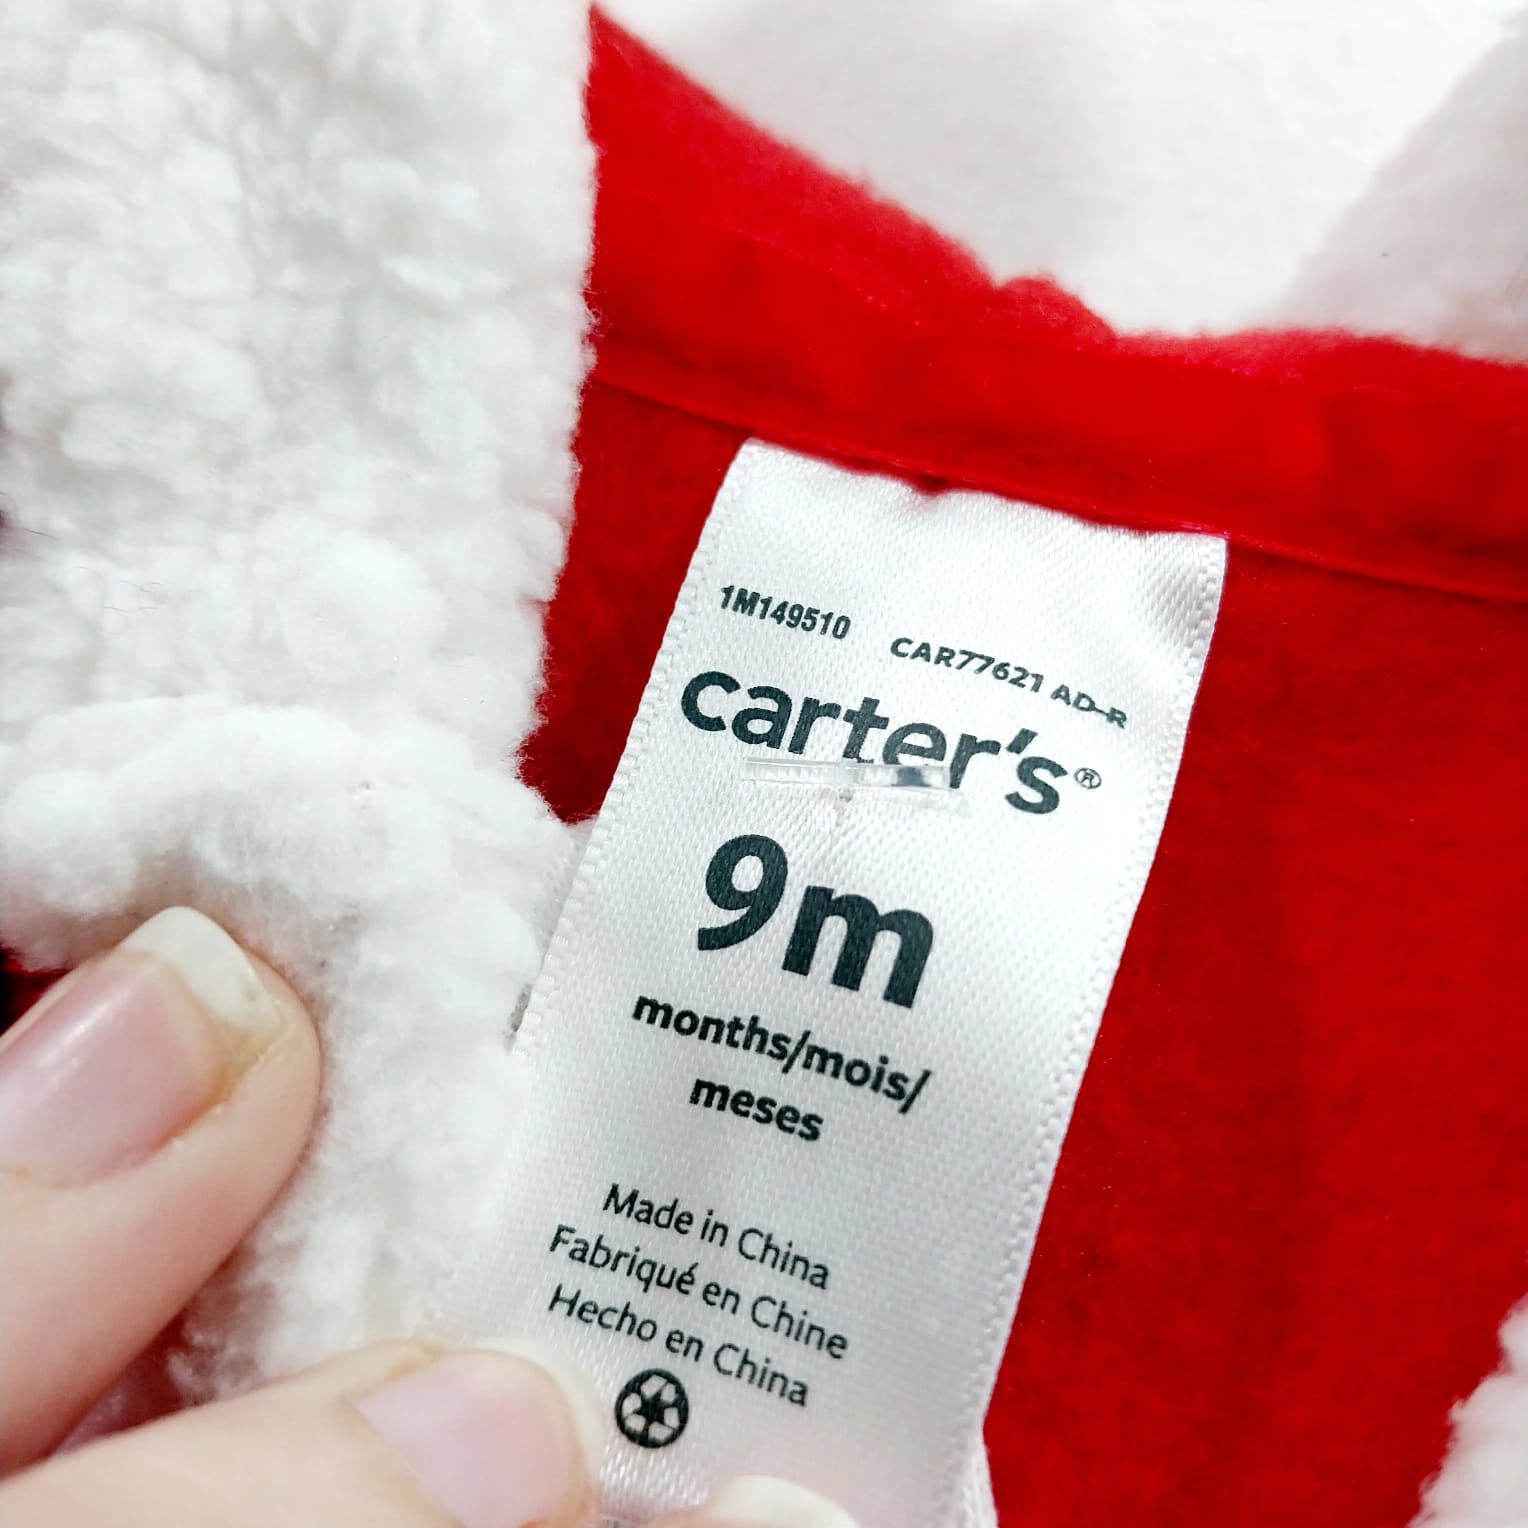 1M149510 CAR77621 AD-R
carter's®
9m
months/mois/
meses
Made in China
Fabriqué en Chine
Hecho en China